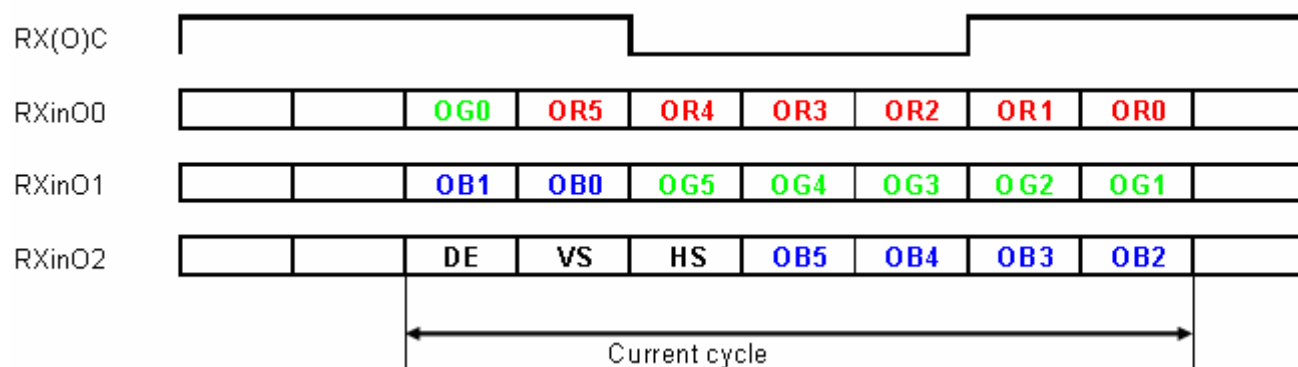 RX(O)C
RXinO0 OG0 OR5 OR4 OR3 OR2 OR1 OR0
RXinO1 OB1 OB0 OG5 OG4 OG3 OG2 OG1
RXinO2 DE VS HS OB5 OB4 OB3 OB2
Current cycle